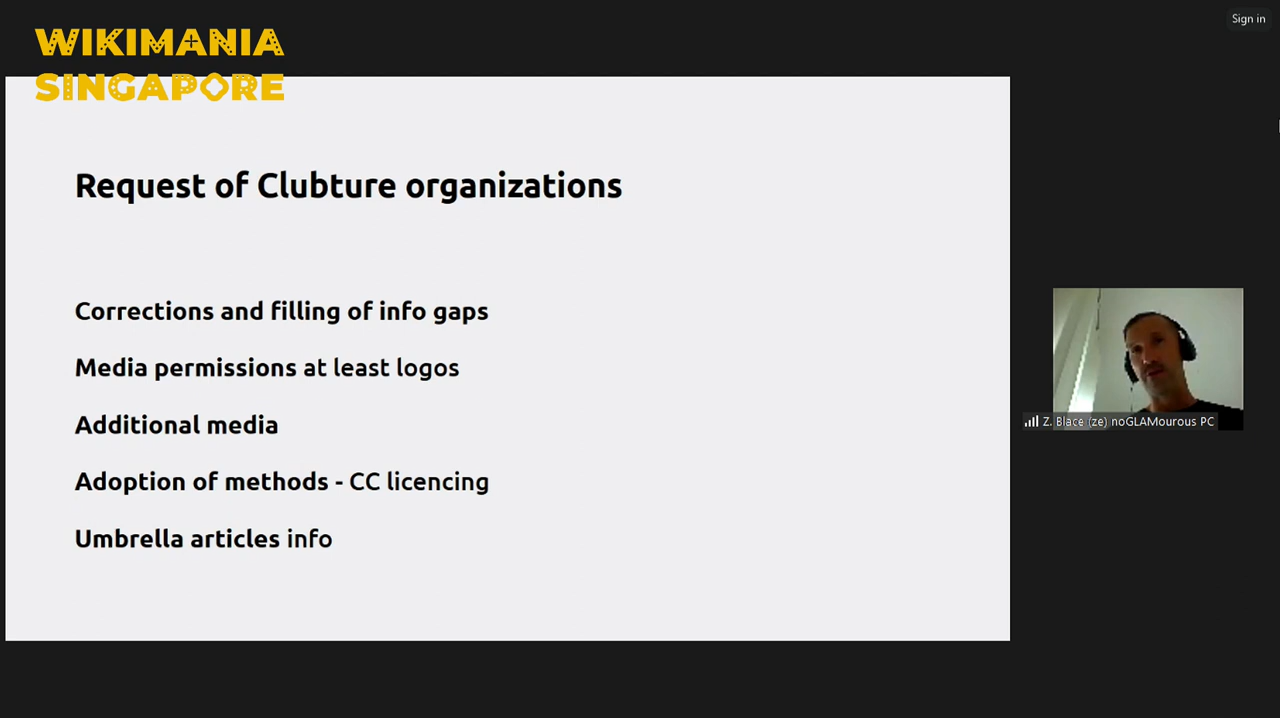 Sign in
WIKIMANIA
SINGAPORE
Request of Clubture organizations
Corrections and filling of info gaps
Media permissions at least logos
Additional media
Adoption of methods - CC licencing
Umbrella articles info
Z. Blace (ze) noGLAMourous PC